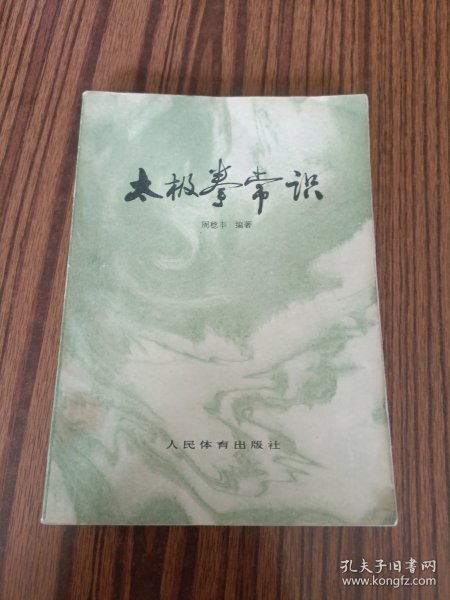 太极拳常识
周稔丰 编著
人民体育出版社
孔夫子旧书网
www.kongfz.com